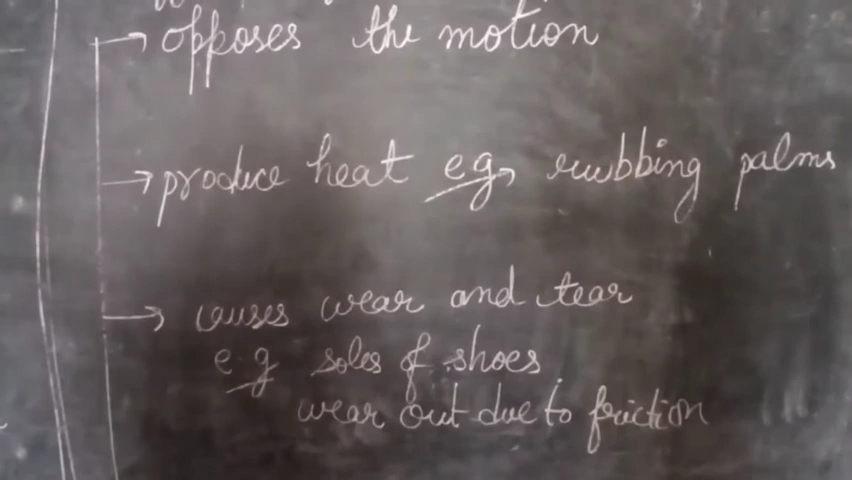 → opposes the motion
→ produce heat eg, rubbing palms
→ causes wear and tear
e.g soles of shoes
wear out due to friction